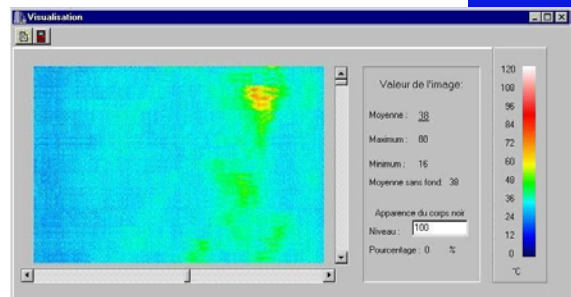 Visualisation
Valeur de l'image:
Moyenne : 38
Maximum : 80
Minimum : 16
Moyenne sans fond: 38
Apparence du corps noir
Niveau : 100
Pourcentage : 0 %
120
108
96
84
72
60
48
36
24
12
0
°C